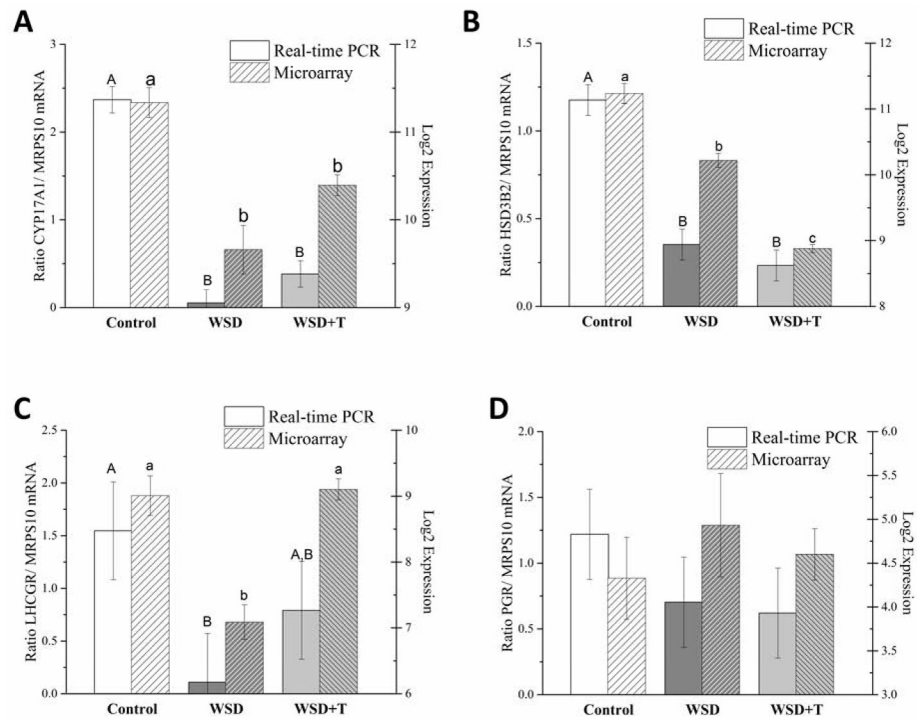 A
Real-time PCR
Microarray
Ratio CYP17A1/ MRPS10 mRNA
3
2
1
0
12
11
10
9
Log2 Expression
A
a
B
b
B
b
Control
WSD
WSD+T
B
Real-time PCR
Microarray
Ratio HSD3B2/ MRPS10 mRNA
1.5
1.2
0.9
0.6
0.3
0.0
12
11
10
9
8
Log2 Expression
A
a
B
b
B
c
Control
WSD
WSD+T
C
Real-time PCR
Microarray
Ratio LHCGR/ MRPS10 mRNA
2.5
2.0
1.5
1.0
0.5
0.0
10
9
8
7
6
Log2 Expression
A
a
B
b
A,B
a
Control
WSD
WSD+T
D
Real-time PCR
Microarray
Ratio PGR/ MRPS10 mRNA
2.0
1.5
1.0
0.5
0.0
6.0
5.5
5.0
4.5
4.0
3.5
3.0
Log2 Expression
Control
WSD
WSD+T